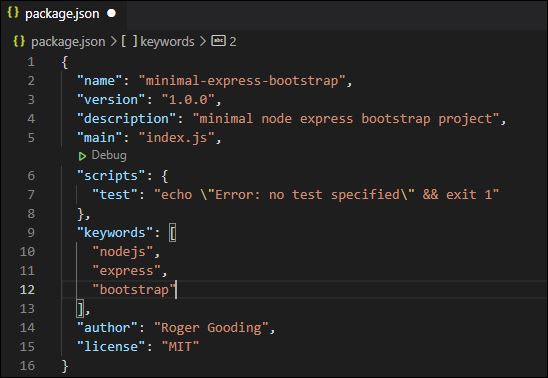 {} package.json ●
{} package.json > [ ] keywords > abc 2
1 {
2 "name": "minimal-express-bootstrap",
3 "version": "1.0.0",
4 "description": "minimal node express bootstrap project",
5 "main": "index.js",
Debug
6 "scripts": {
7 "test": "echo \"Error: no test specified\" && exit 1"
8 },
9 "keywords": [
10 "nodejs",
11 "express",
12 "bootstrap"
13 ],
14 "author": "Roger Gooding",
15 "license": "MIT"
16 }